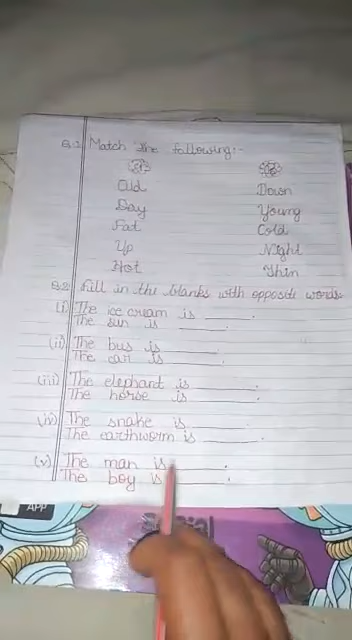 Q.1 Match the following:-
(A) (B)
Old Down
Day Young
Fat Cold
Up Night
Hot Thin
Q.2 Fill in the blanks with opposite words.
(i) The ice cream is ______.
The sun is ______.
(ii) The bus is ______.
The car is ______.
(iii) The elephant is ______.
The horse is ______.
(iv) The snake is ______.
The earthworm is ______.
(v) The man is ______.
The boy is ______.
APP